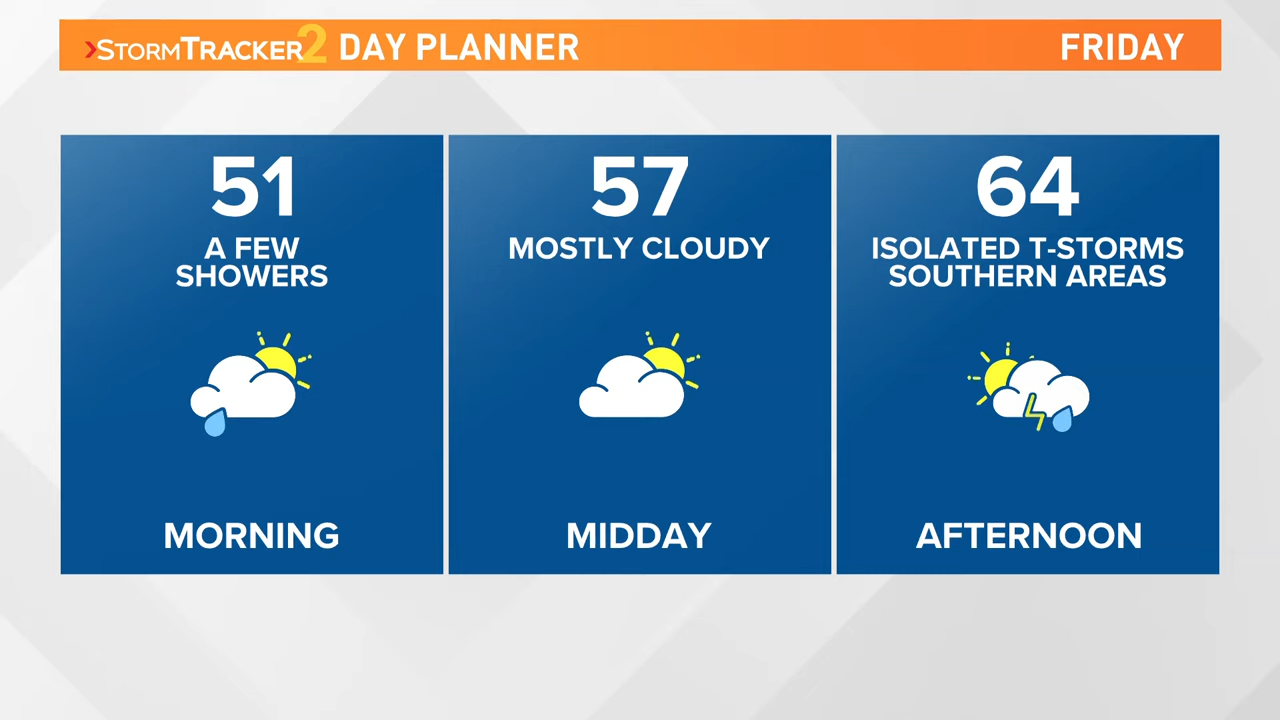 STORMTRACKER2 DAY PLANNER
FRIDAY
51
A FEW
SHOWERS
MORNING
57
MOSTLY CLOUDY
MIDDAY
64
ISOLATED T-STORMS
SOUTHERN AREAS
AFTERNOON